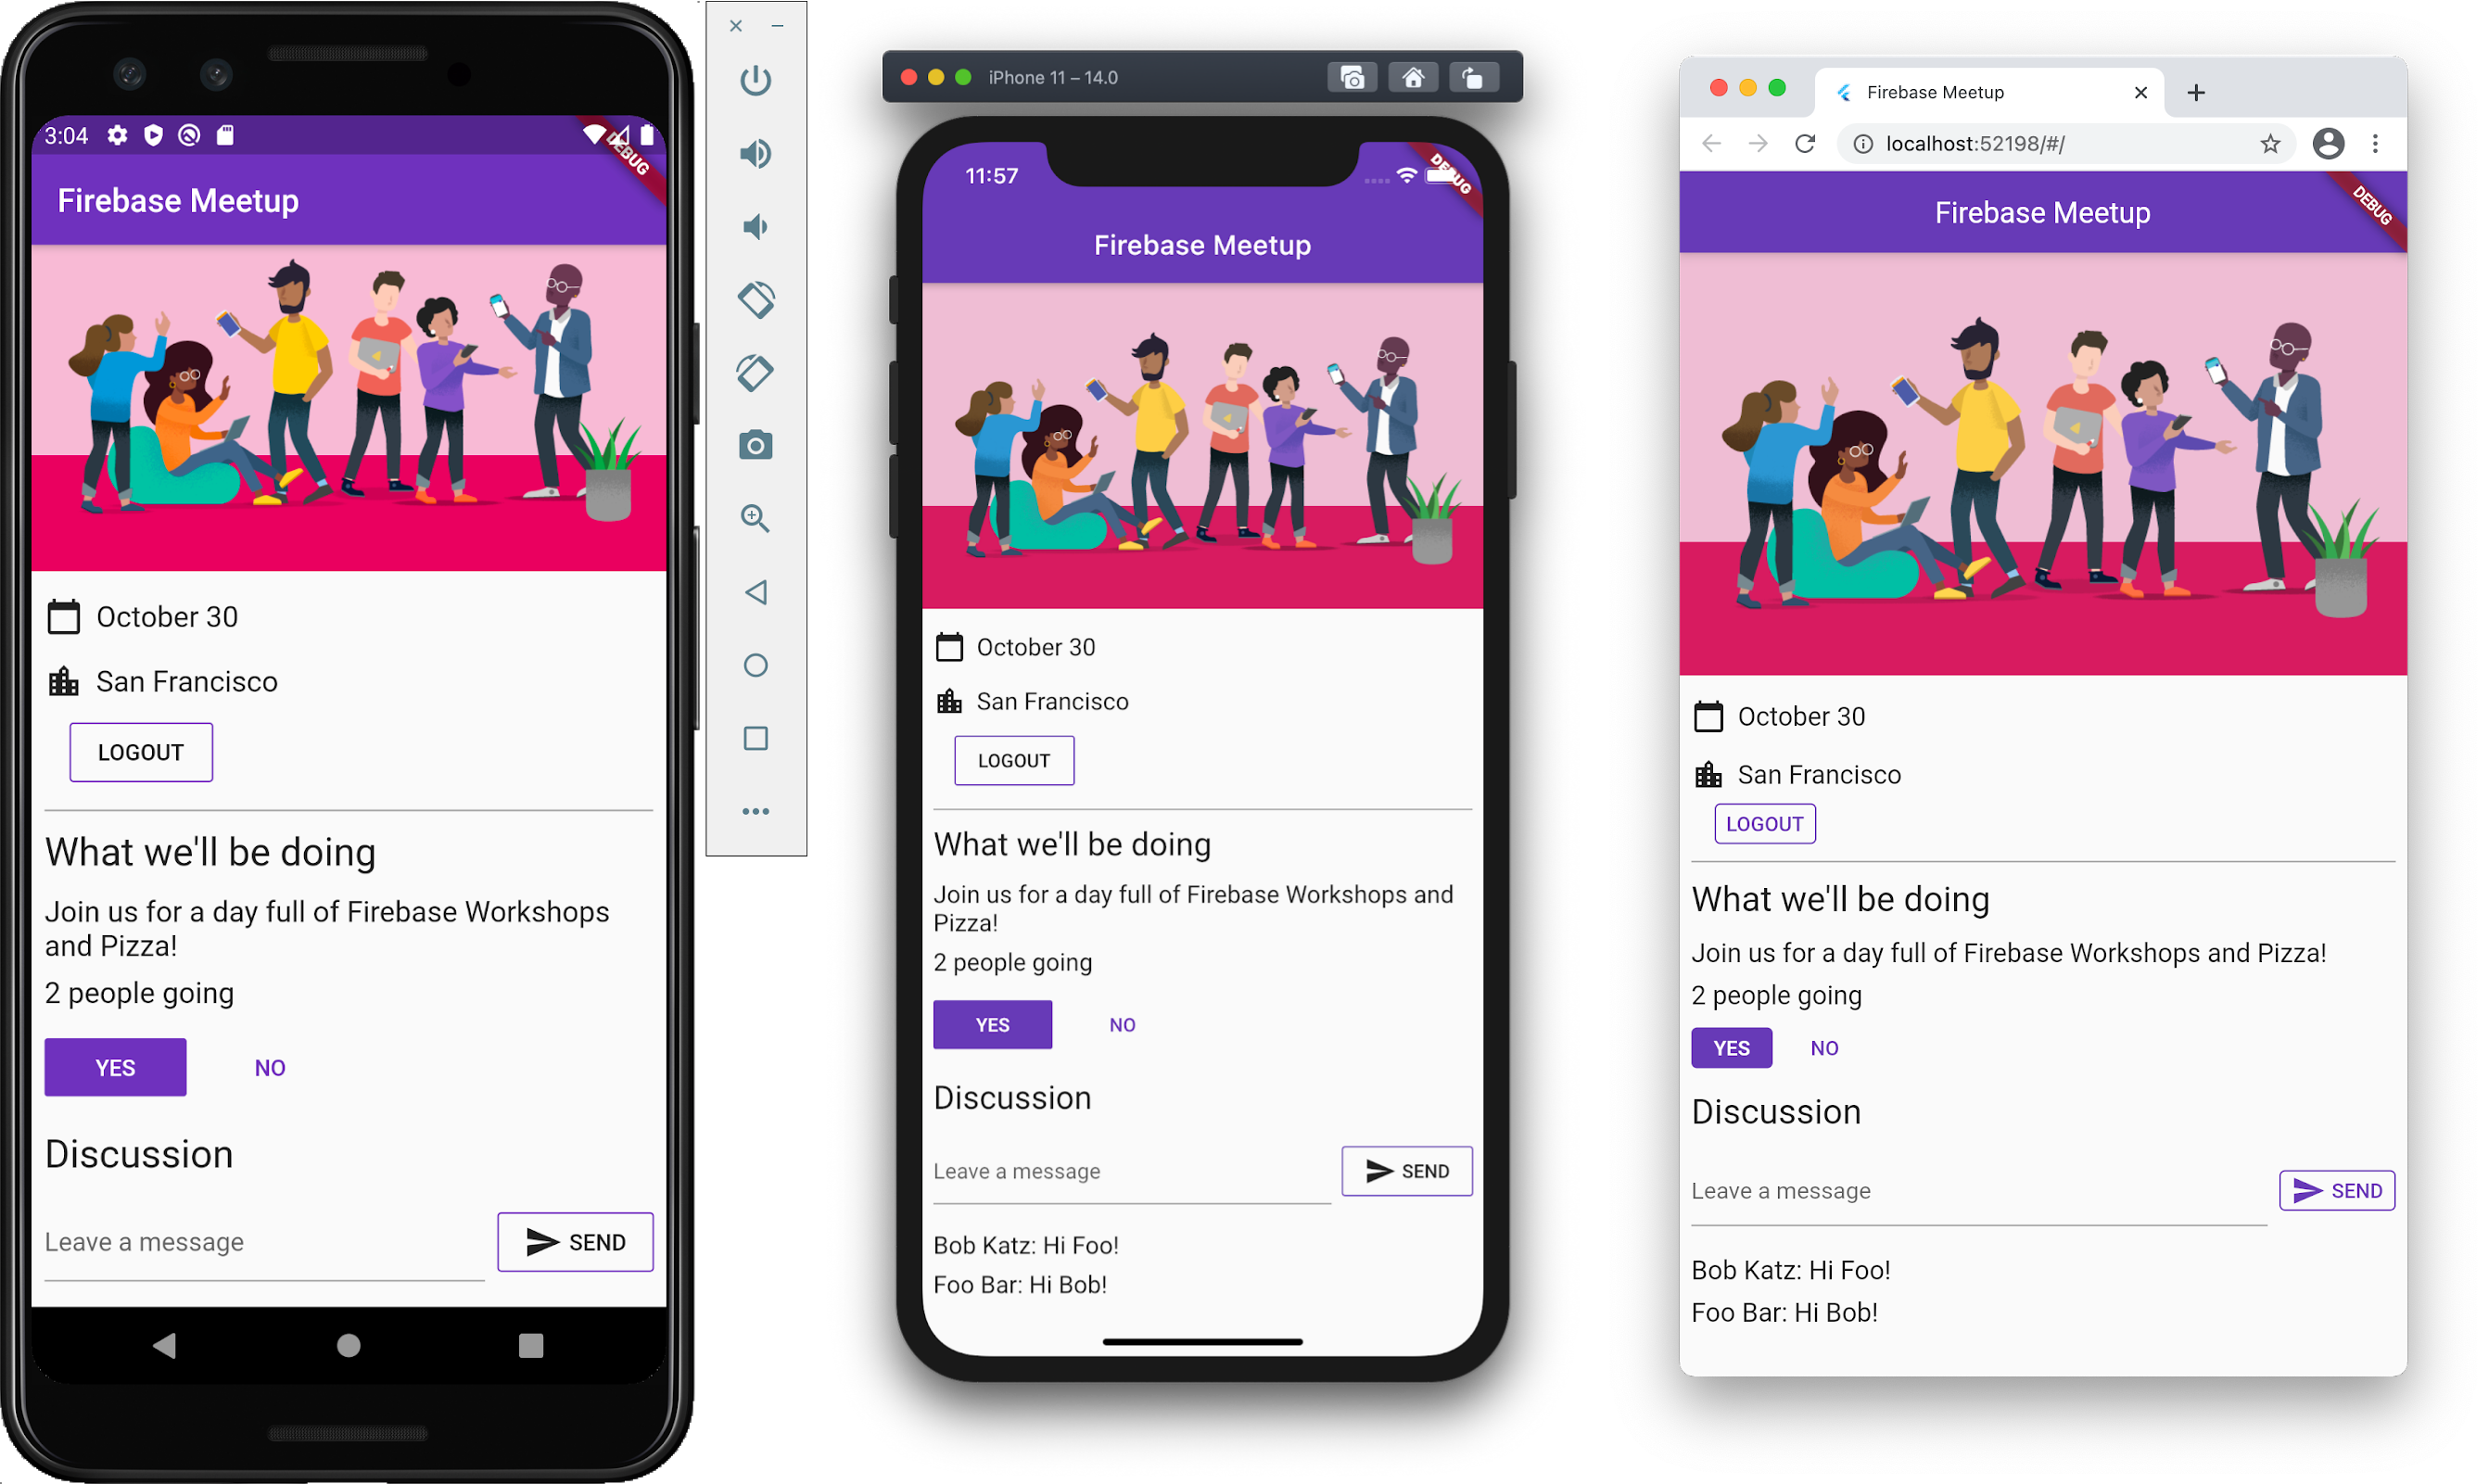 3:04
DEBUG
Firebase Meetup
October 30
San Francisco
LOGOUT
What we'll be doing
Join us for a day full of Firebase Workshops
and Pizza!
2 people going
YES NO
Discussion
Leave a message SEND
iPhone 11 – 14.0
11:57
DEBUG
Firebase Meetup
October 30
San Francisco
LOGOUT
What we'll be doing
Join us for a day full of Firebase Workshops and
Pizza!
2 people going
YES NO
Discussion
Leave a message SEND
Bob Katz: Hi Foo!
Foo Bar: Hi Bob!
Firebase Meetup
localhost:52198/#/
DEBUG
Firebase Meetup
October 30
San Francisco
LOGOUT
What we'll be doing
Join us for a day full of Firebase Workshops and Pizza!
2 people going
YES NO
Discussion
Leave a message SEND
Bob Katz: Hi Foo!
Foo Bar: Hi Bob!